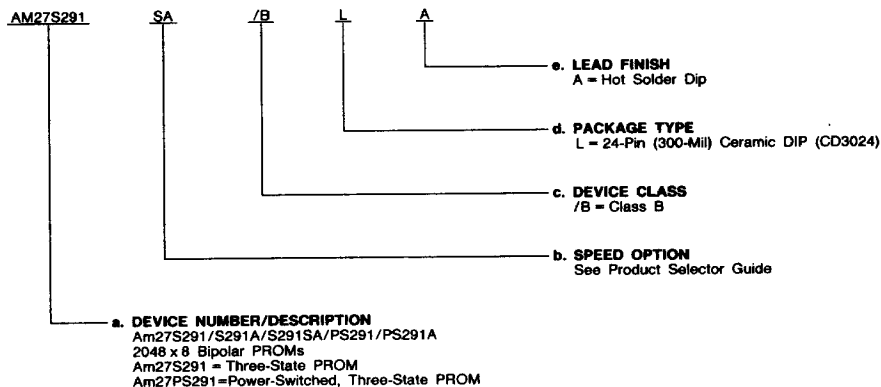 AM27S291 SA /B L A
e. LEAD FINISH
A = Hot Solder Dip
d. PACKAGE TYPE
L = 24-Pin (300-Mil) Ceramic DIP (CD3024)
c. DEVICE CLASS
/B = Class B
b. SPEED OPTION
See Product Selector Guide
a. DEVICE NUMBER/DESCRIPTION
Am27S291/S291A/S291SA/PS291/PS291A
2048 x 8 Bipolar PROMs
Am27S291 = Three-State PROM
Am27PS291=Power-Switched, Three-State PROM